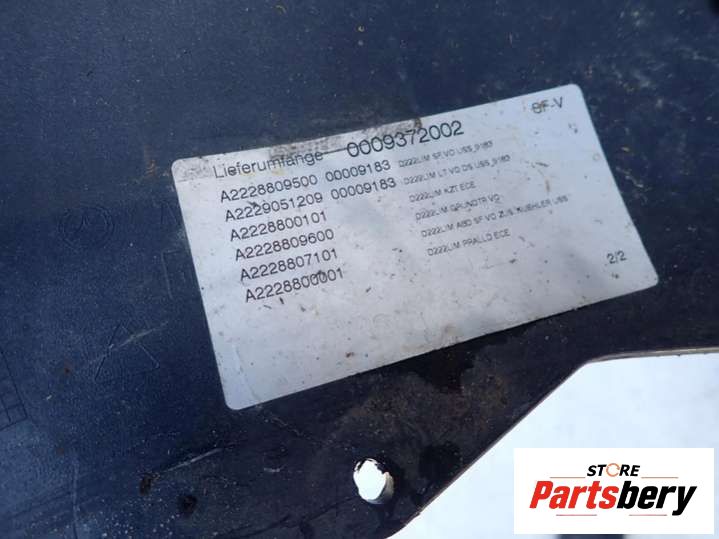 Lieferumfänge 0009372002 SF-V
A2228809500 00009183 D222LIM SF VO USS_9183
A2229051209 00009183 D222LIM LT VO DS USS_9183
A2228800101 D222LIM KZT ECE
A2228809600 D222LIM GRUNDTR VO
A2228807101 D222LIM ABD SF VO ZUS. KUEHLER USS
A2228800001 D222LIM PRALLD ECE
2/2
STORE
Partsbery